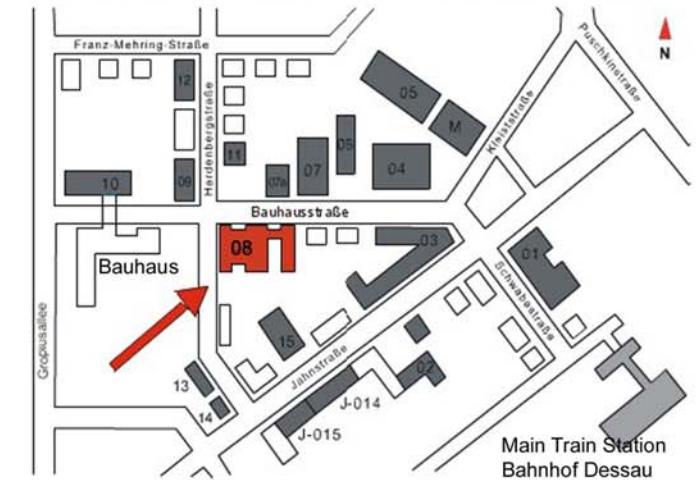 Franz-Mehring-Straße
Puschkinstraße
N
12
Hardenbergstraße
05
M
Kleiststraße
11
06
07
07a
04
10
09
Bauhausstraße
08
03
Bauhaus
01
Schwabestraße
Gropiusallee
15
Jahnstraße
02
13
14
J-014
J-015
Main Train Station
Bahnhof Dessau